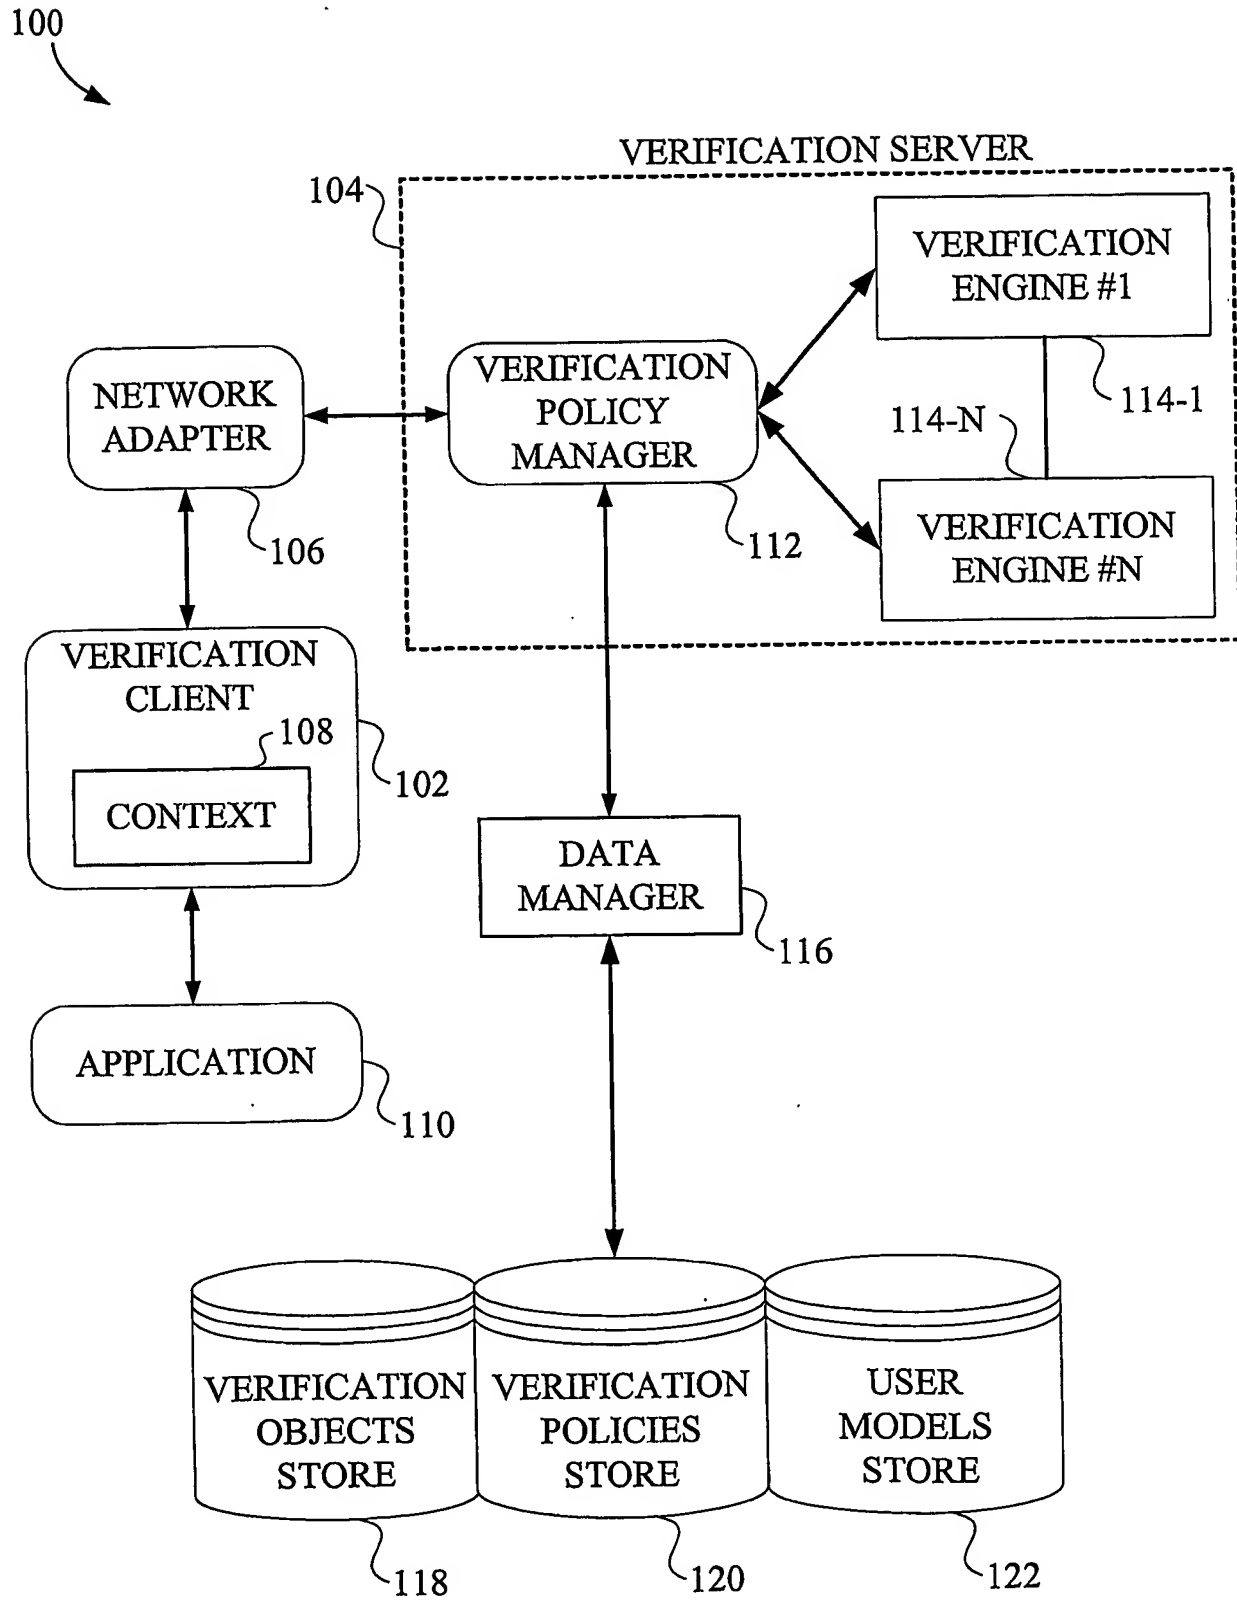 100
VERIFICATION SERVER
104
VERIFICATION
ENGINE #1
114-1
NETWORK
ADAPTER
106
VERIFICATION
POLICY
MANAGER
112
114-N
VERIFICATION
ENGINE #N
VERIFICATION
CLIENT
108
CONTEXT
102
DATA
MANAGER
116
APPLICATION
110
VERIFICATION
OBJECTS
STORE
118
VERIFICATION
POLICIES
STORE
120
USER
MODELS
STORE
122